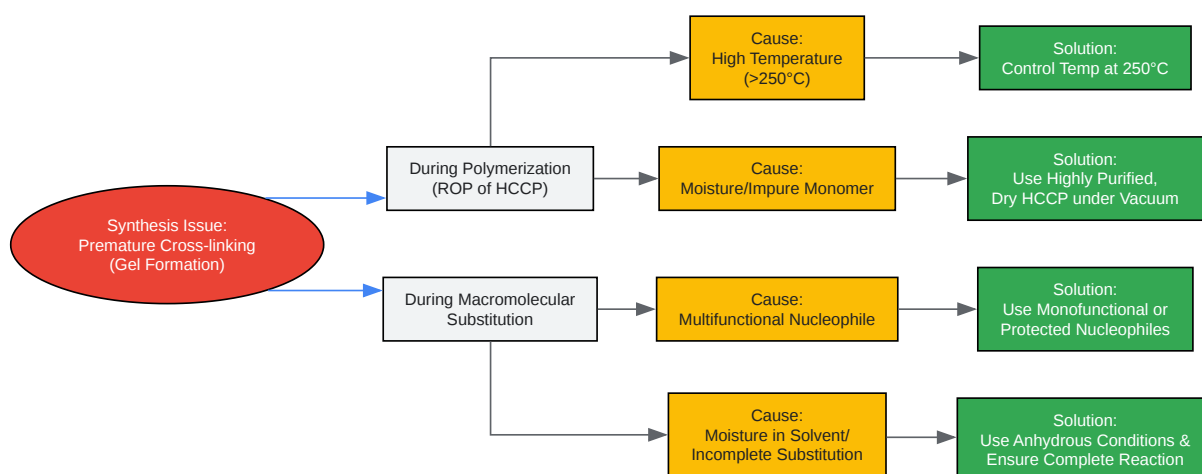 Synthesis Issue:
Premature Cross-linking
(Gel Formation)
During Polymerization
(ROP of HCCP)
Cause:
High Temperature
(>250°C)
Solution:
Control Temp at 250°C
Cause:
Moisture/Impure Monomer
Solution:
Use Highly Purified,
Dry HCCP under Vacuum
During Macromolecular
Substitution
Cause:
Multifunctional Nucleophile
Solution:
Use Monofunctional or
Protected Nucleophiles
Cause:
Moisture in Solvent/
Incomplete Substitution
Solution:
Use Anhydrous Conditions &
Ensure Complete Reaction